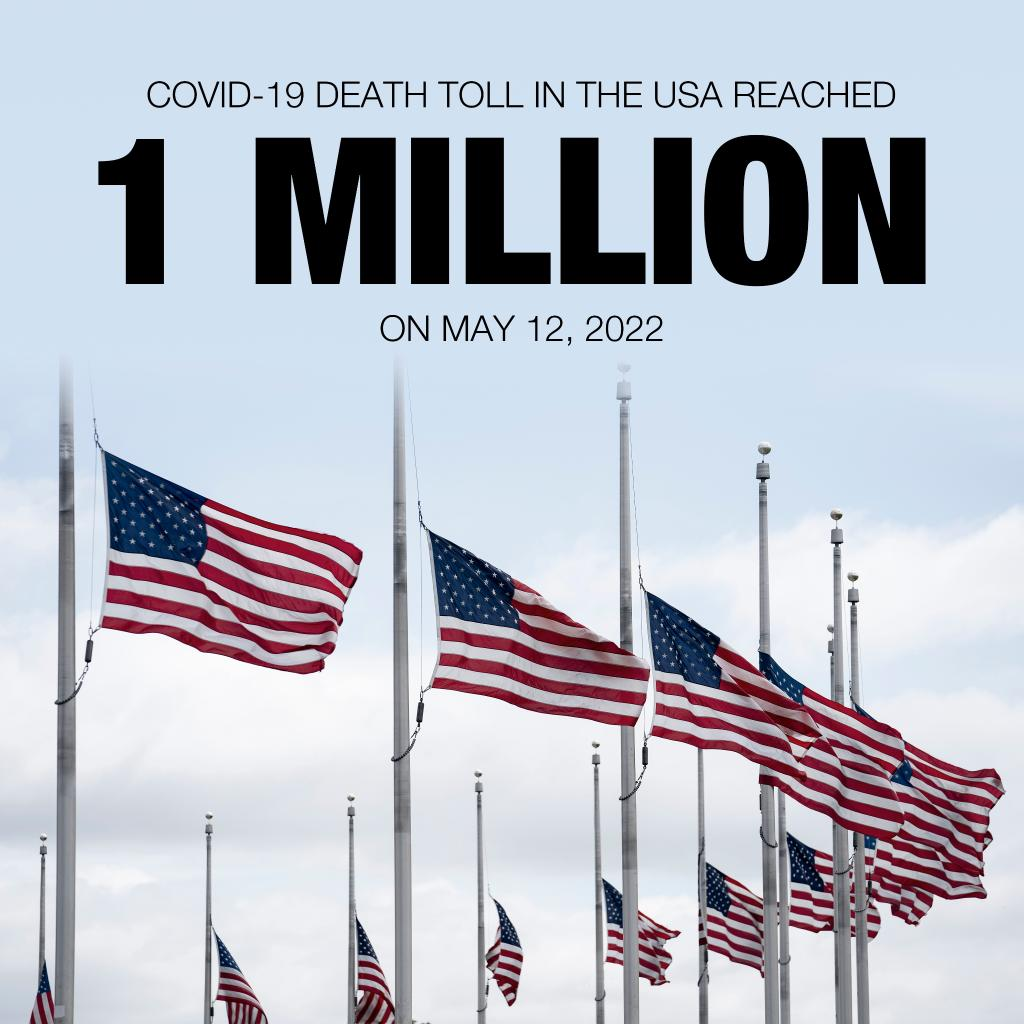 COVID-19 DEATH TOLL IN THE USA REACHED
1 MILLION
ON MAY 12, 2022